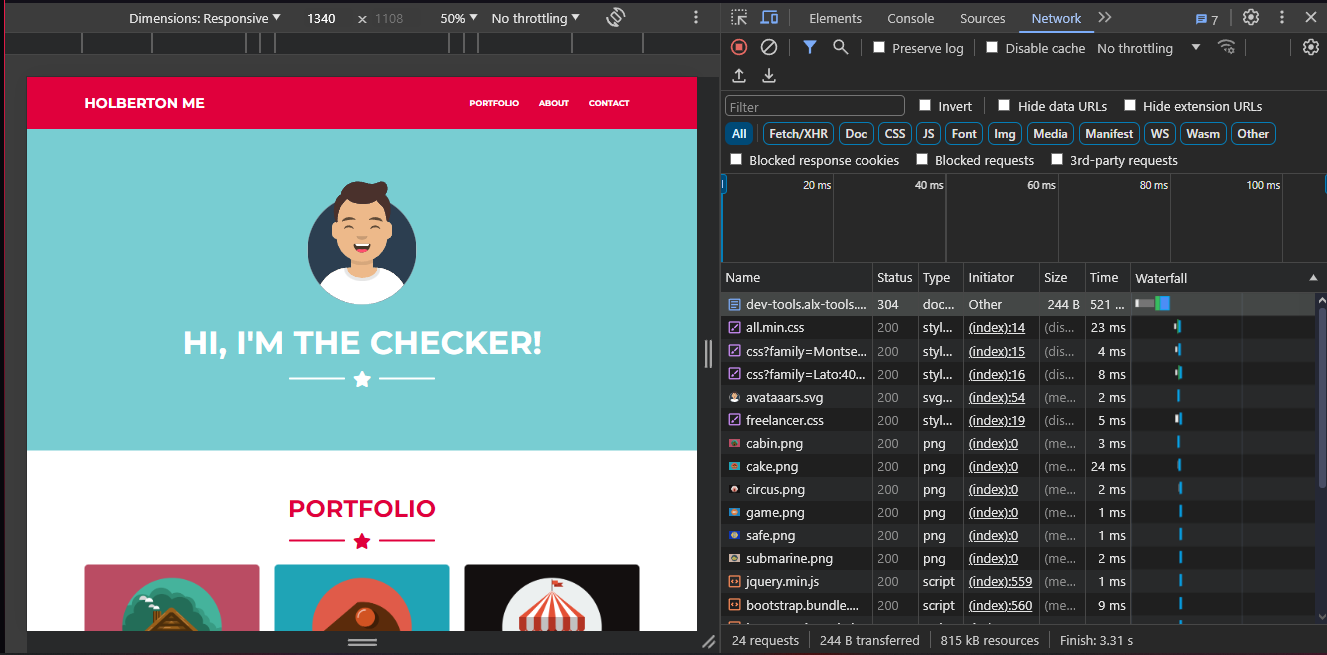 Dimensions: Responsive 1340 × 1108 50% No throttling
Elements Console Sources Network 7
Preserve log Disable cache No throttling
Filter Invert Hide data URLs Hide extension URLs
All Fetch/XHR Doc CSS JS Font Img Media Manifest WS Wasm Other
Blocked response cookies Blocked requests 3rd-party requests
20 ms 40 ms 60 ms 80 ms 100 ms
Name Status Type Initiator Size Time Waterfall
dev-tools.alx-tools.... 304 doc... Other 244 B 521 ...
all.min.css 200 styl... (index):14 (dis... 23 ms
css?family=Montse... 200 styl... (index):15 (dis... 4 ms
css?family=Lato:40... 200 styl... (index):16 (dis... 8 ms
avataaars.svg 200 svg... (index):54 (me... 2 ms
freelancer.css 200 styl... (index):19 (dis... 5 ms
cabin.png 200 png (index):0 (me... 3 ms
cake.png 200 png (index):0 (me... 24 ms
circus.png 200 png (index):0 (me... 2 ms
game.png 200 png (index):0 (me... 1 ms
safe.png 200 png (index):0 (me... 1 ms
submarine.png 200 png (index):0 (me... 2 ms
jquery.min.js 200 script (index):559 (me... 1 ms
bootstrap.bundle.... 200 script (index):560 (me... 9 ms
24 requests 244 B transferred 815 kB resources Finish: 3.31 s
HOLBERTON ME PORTFOLIO ABOUT CONTACT
HI, I'M THE CHECKER!
PORTFOLIO